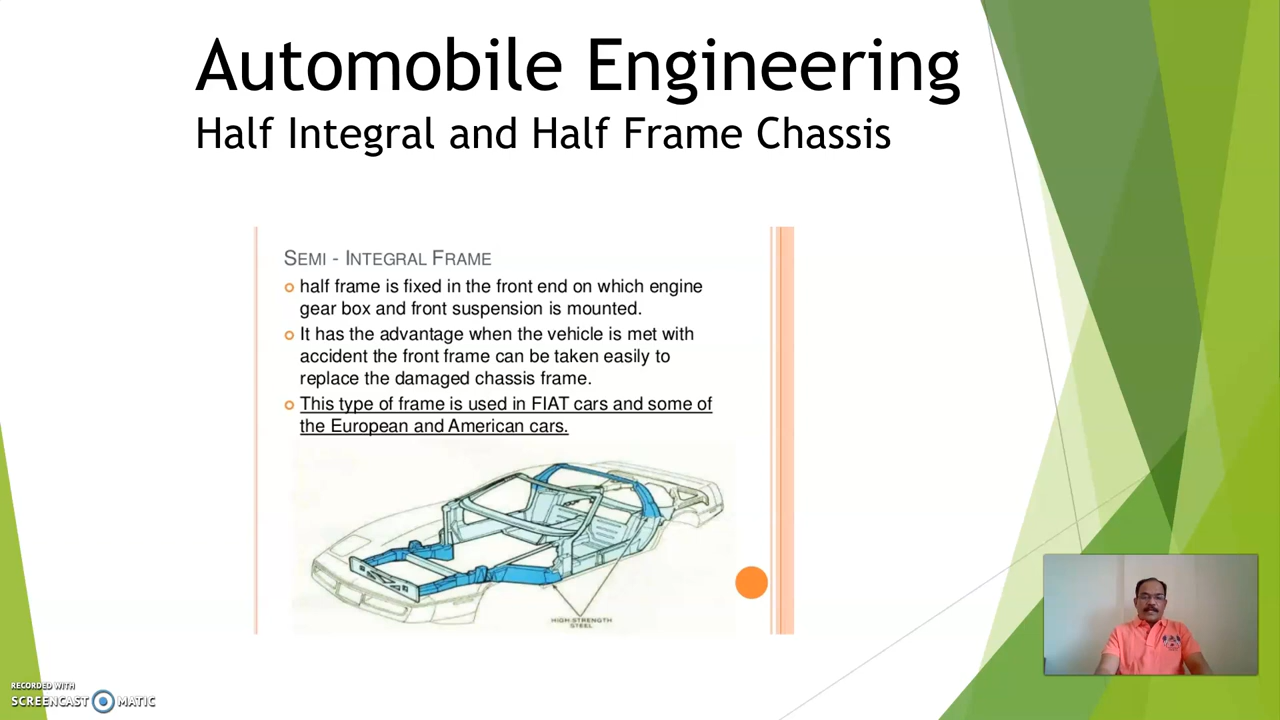 Automobile Engineering
Half Integral and Half Frame Chassis
SEMI - INTEGRAL FRAME
half frame is fixed in the front end on which engine
gear box and front suspension is mounted.
It has the advantage when the vehicle is met with
accident the front frame can be taken easily to
replace the damaged chassis frame.
This type of frame is used in FIAT cars and some of
the European and American cars.
HIGH-STRENGTH
STEEL
RECORDED WITH
SCREENCAST MATIC